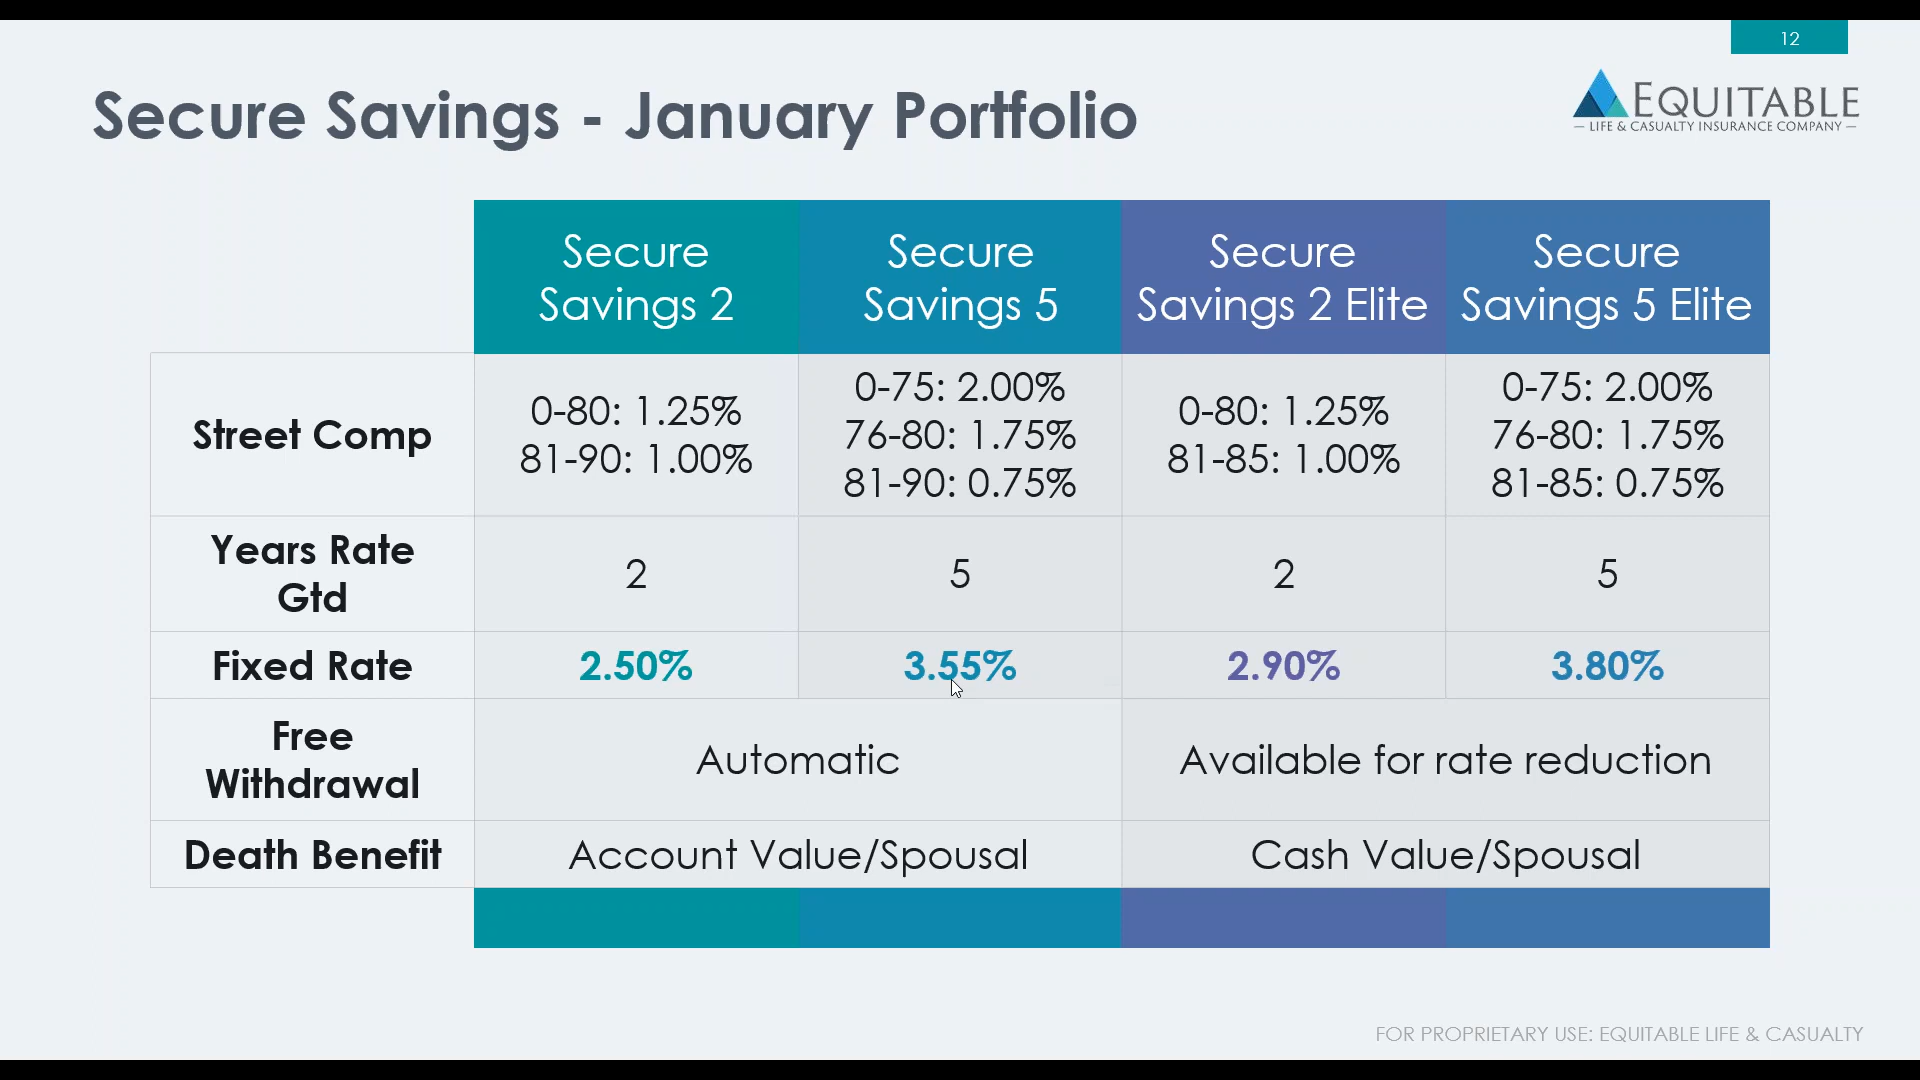 12
EQUITABLE
— LIFE & CASUALTY INSURANCE COMPANY —
Secure Savings - January Portfolio
Secure
Savings 2
Secure
Savings 5
Secure
Savings 2 Elite
Secure
Savings 5 Elite
Street Comp
0-80: 1.25%
81-90: 1.00%
0-75: 2.00%
76-80: 1.75%
81-90: 0.75%
0-80: 1.25%
81-85: 1.00%
0-75: 2.00%
76-80: 1.75%
81-85: 0.75%
Years Rate
Gtd
2
5
2
5
Fixed Rate
2.50%
3.55%
2.90%
3.80%
Free
Withdrawal
Automatic
Available for rate reduction
Death Benefit
Account Value/Spousal
Cash Value/Spousal
FOR PROPRIETARY USE: EQUITABLE LIFE & CASUALTY